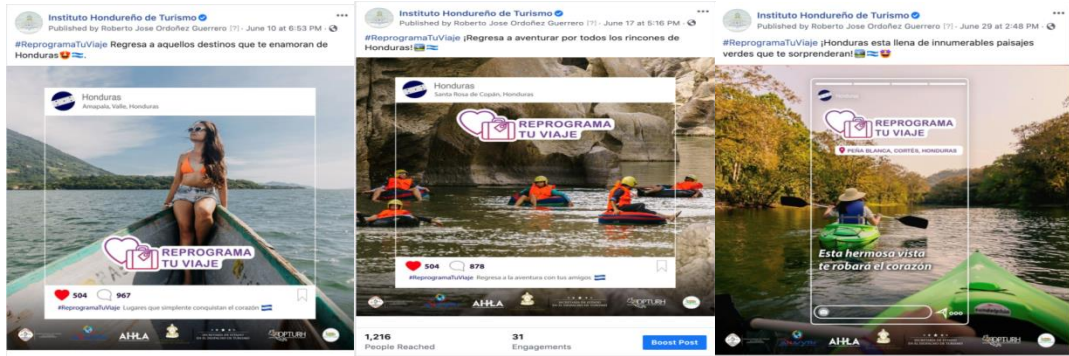 Instituto Hondureño de Turismo
Published by Roberto Jose Ordoñez Guerrero [?] · June 10 at 6:53 PM ·
#ReprogramaTuViaje Regresa a aquellos destinos que te enamoran de
Honduras
Honduras
Amapala, Valle, Honduras
REPROGRAMA
TU VIAJE
504 967
#ReprogramaTuViaje Lugares que simplente conquistan el corazón
AHLA
Instituto Hondureño de Turismo
Published by Roberto Jose Ordoñez Guerrero [?] · June 17 at 5:16 PM ·
#ReprogramaTuViaje ¡Regresa a aventurar por todos los rincones de
Honduras!
Honduras
Santa Rosa de Copán, Honduras
REPROGRAMA
TU VIAJE
504 878
#ReprogramaTuViaje Regresa a la aventura con tus amigos
AHLA
OPTURH
1,216
People Reached
31
Engagements
Boost Post
Instituto Hondureño de Turismo
Published by Roberto Jose Ordoñez Guerrero [?] · June 29 at 2:48 PM ·
#ReprogramaTuViaje ¡Honduras esta llena de innumerables paisajes
verdes que te sorprenderan!
Honduras
REPROGRAMA
TU VIAJE
PEÑA BLANCA, CORTÉS, HONDURAS
Esta hermosa vista
te robará el corazón
AHLA
OPTURH